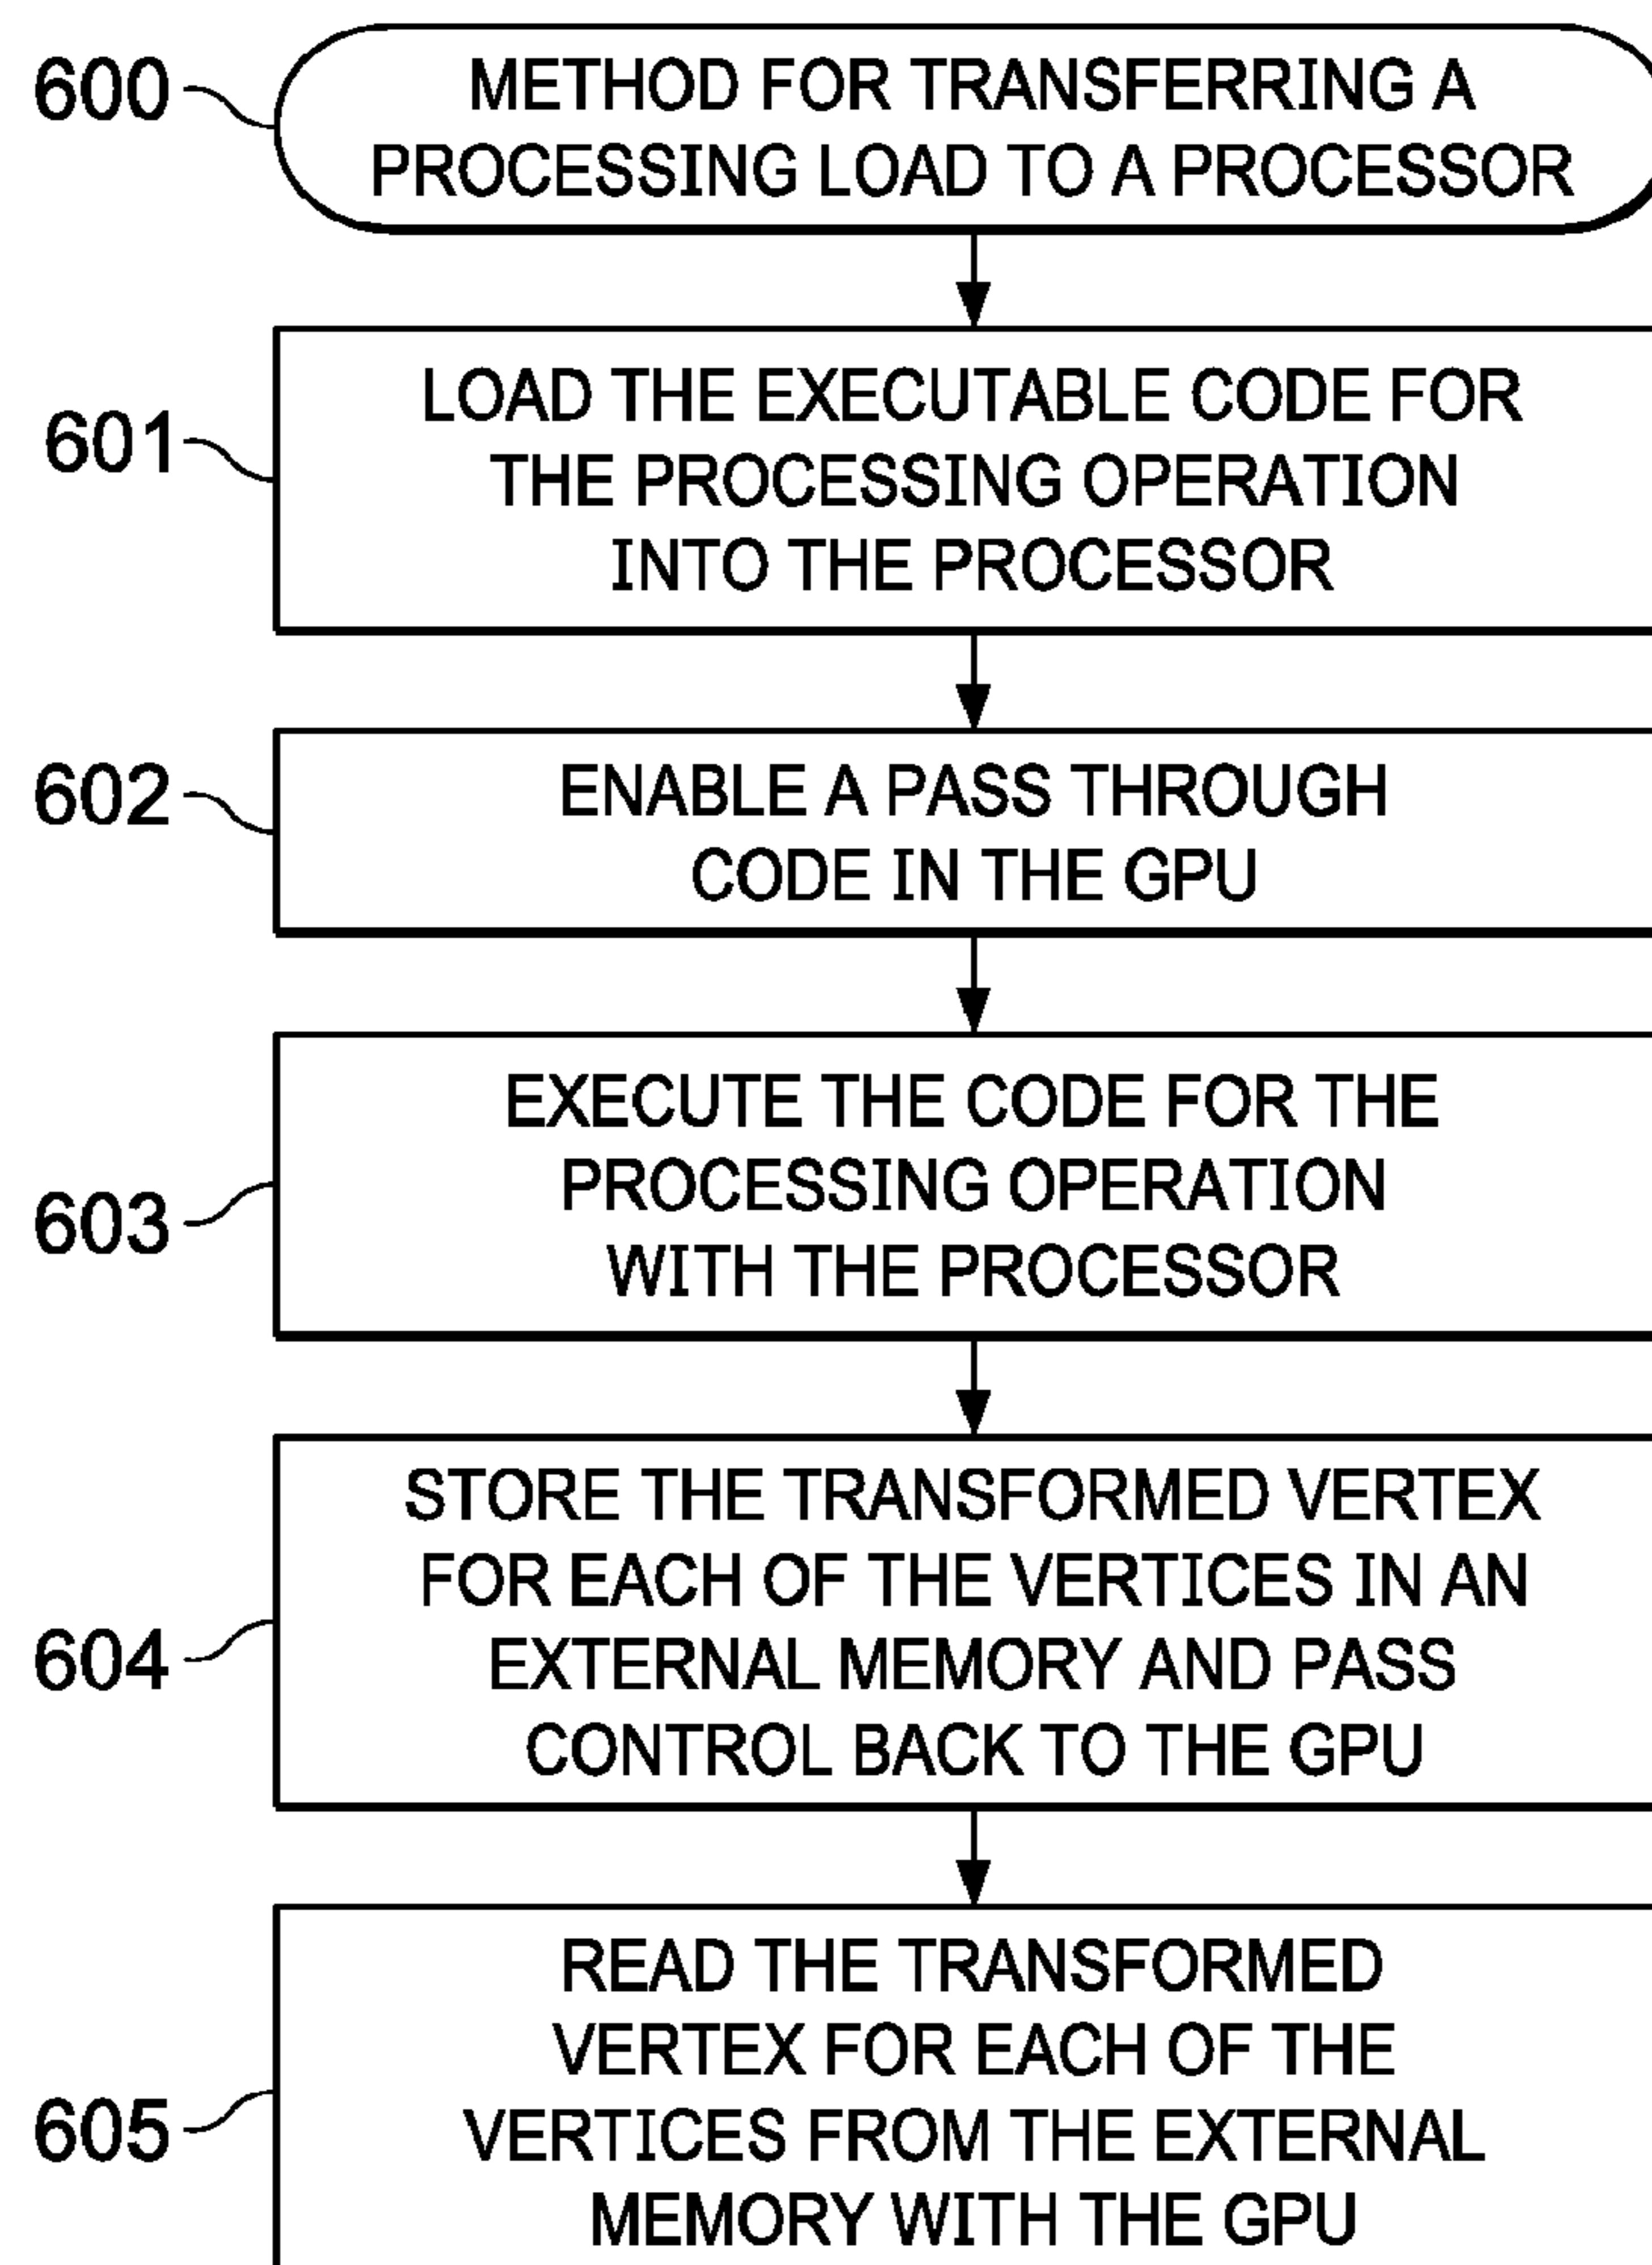 600
METHOD FOR TRANSFERRING A
PROCESSING LOAD TO A PROCESSOR
601
LOAD THE EXECUTABLE CODE FOR
THE PROCESSING OPERATION
INTO THE PROCESSOR
602
ENABLE A PASS THROUGH
CODE IN THE GPU
603
EXECUTE THE CODE FOR THE
PROCESSING OPERATION
WITH THE PROCESSOR
604
STORE THE TRANSFORMED VERTEX
FOR EACH OF THE VERTICES IN AN
EXTERNAL MEMORY AND PASS
CONTROL BACK TO THE GPU
605
READ THE TRANSFORMED
VERTEX FOR EACH OF THE
VERTICES FROM THE EXTERNAL
MEMORY WITH THE GPU